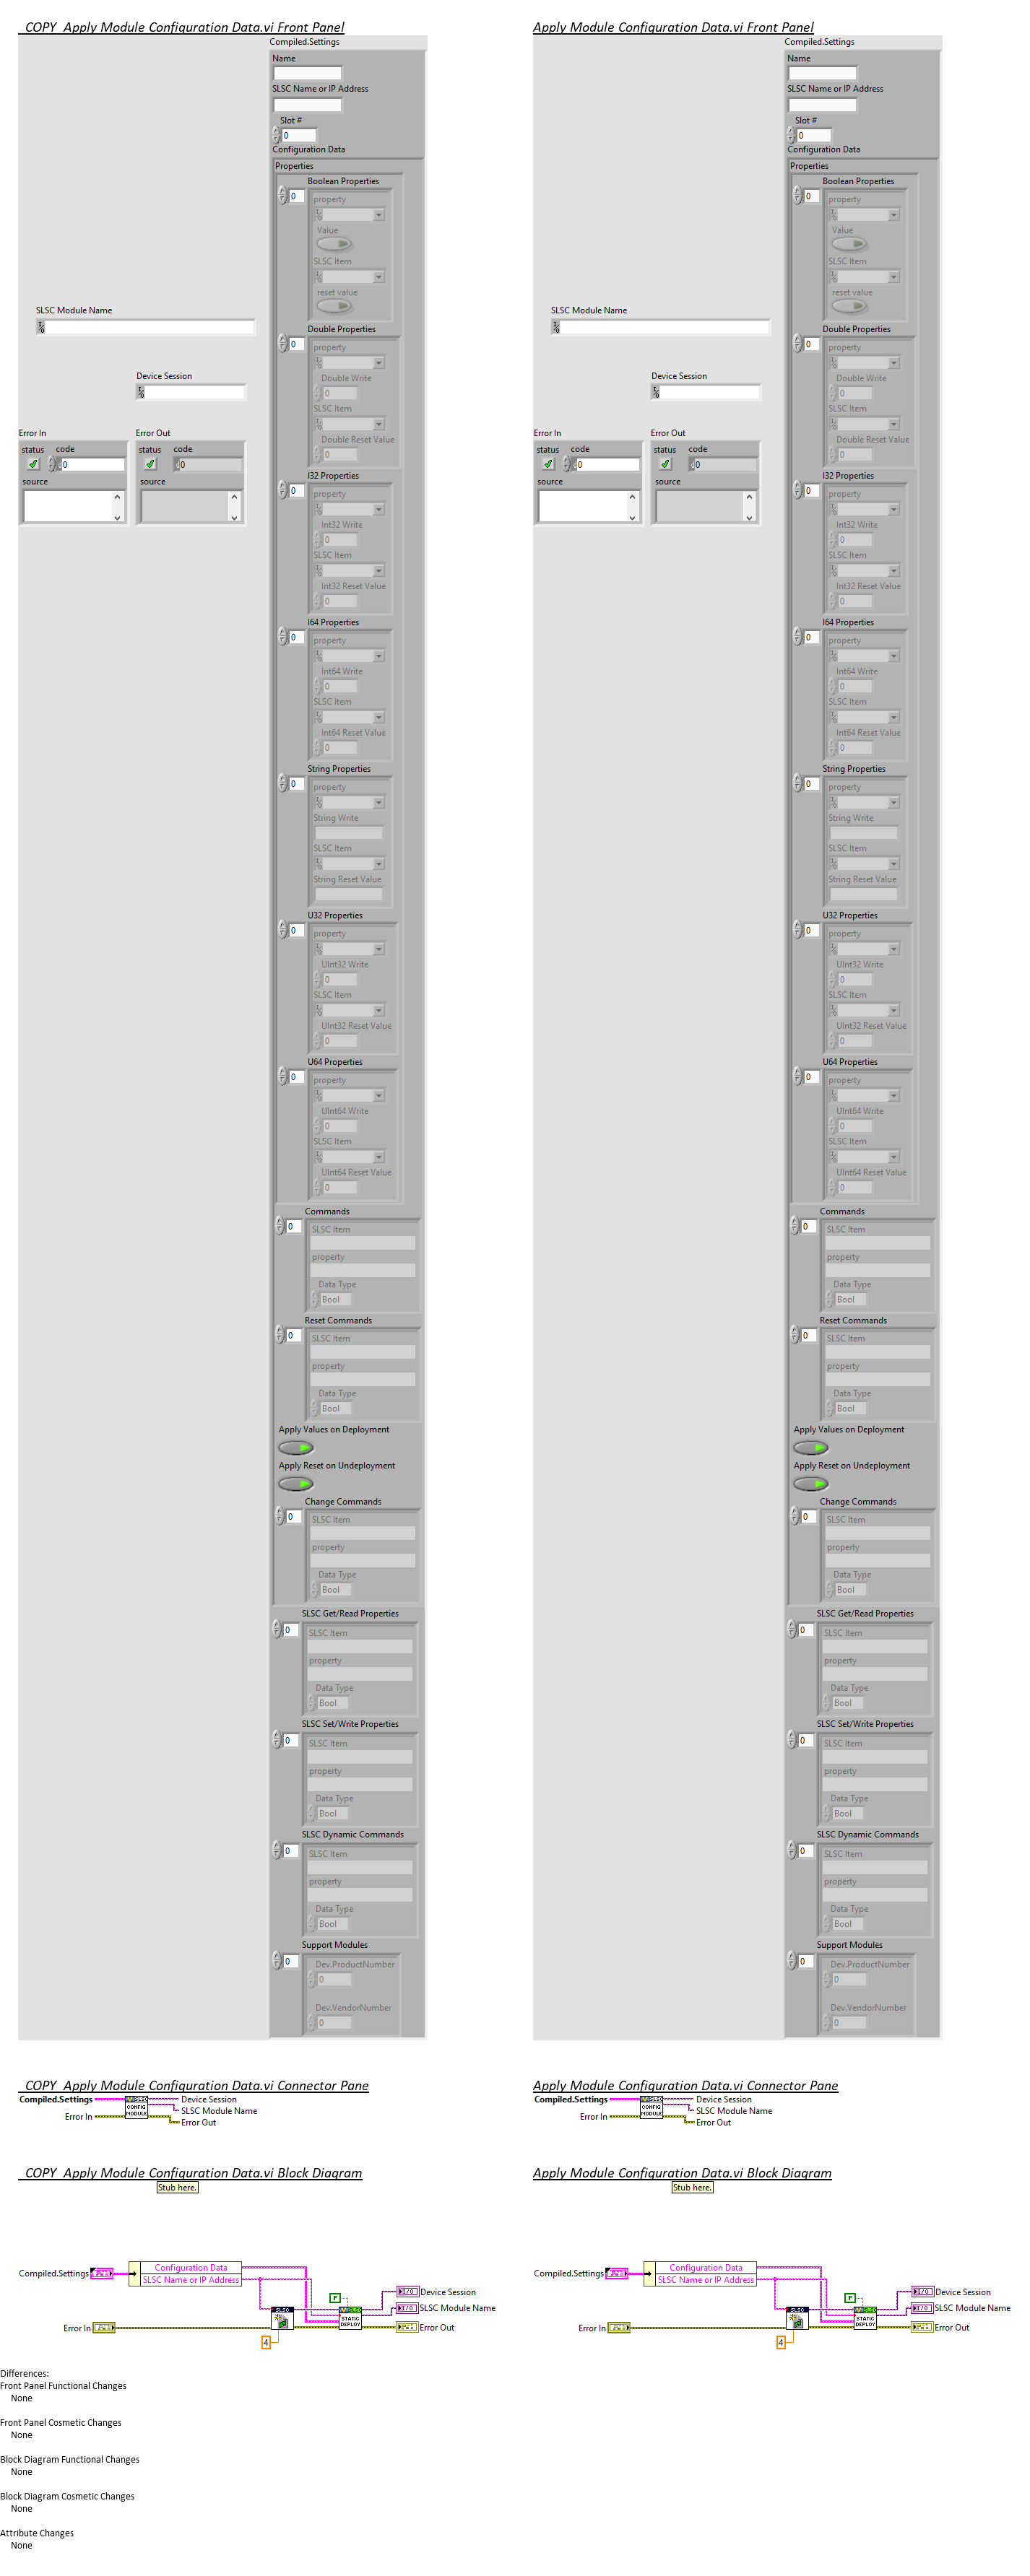 COPY  Apply Module Configuration Data.vi Front Panel
Compiled.Settings
Name
SLSC Name or IP Address
Slot #
0
Configuration Data
Properties
Boolean Properties
0
property
Value
SLSC Item
reset value
SLSC Module Name
Double Properties
0
property
Device Session
Double Write
0
SLSC Item
Error In
Error Out
Double Reset Value
0
status
code
0
status
code
0
source
source
I32 Properties
0
property
Int32 Write
0
SLSC Item
Int32 Reset Value
0
I64 Properties
0
property
Int64 Write
0
SLSC Item
Int64 Reset Value
0
String Properties
0
property
String Write
SLSC Item
String Reset Value
U32 Properties
0
property
UInt32 Write
0
SLSC Item
UInt32 Reset Value
0
U64 Properties
0
property
UInt64 Write
0
SLSC Item
UInt64 Reset Value
0
Commands
0
SLSC Item
property
Data Type
Bool
Reset Commands
0
SLSC Item
property
Data Type
Bool
Apply Values on Deployment
Apply Reset on Undeployment
Change Commands
0
SLSC Item
property
Data Type
Bool
SLSC Get/Read Properties
0
SLSC Item
property
Data Type
Bool
SLSC Set/Write Properties
0
SLSC Item
property
Data Type
Bool
SLSC Dynamic Commands
0
SLSC Item
property
Data Type
Bool
Support Modules
0
Dev.ProductNumber
0
Dev.VendorNumber
0
Apply Module Configuration Data.vi Front Panel
Compiled.Settings
Name
SLSC Name or IP Address
Slot #
0
Configuration Data
Properties
Boolean Properties
0
property
Value
SLSC Item
reset value
SLSC Module Name
Double Properties
0
property
Device Session
Double Write
0
SLSC Item
Error In
Error Out
Double Reset Value
0
status
code
0
status
code
0
source
source
I32 Properties
0
property
Int32 Write
0
SLSC Item
Int32 Reset Value
0
I64 Properties
0
property
Int64 Write
0
SLSC Item
Int64 Reset Value
0
String Properties
0
property
String Write
SLSC Item
String Reset Value
U32 Properties
0
property
UInt32 Write
0
SLSC Item
UInt32 Reset Value
0
U64 Properties
0
property
UInt64 Write
0
SLSC Item
UInt64 Reset Value
0
Commands
0
SLSC Item
property
Data Type
Bool
Reset Commands
0
SLSC Item
property
Data Type
Bool
Apply Values on Deployment
Apply Reset on Undeployment
Change Commands
0
SLSC Item
property
Data Type
Bool
SLSC Get/Read Properties
0
SLSC Item
property
Data Type
Bool
SLSC Set/Write Properties
0
SLSC Item
property
Data Type
Bool
SLSC Dynamic Commands
0
SLSC Item
property
Data Type
Bool
Support Modules
0
Dev.ProductNumber
0
Dev.VendorNumber
0
COPY  Apply Module Configuration Data.vi Connector Pane
Compiled.Settings
Error In
CONFIG
MODULE
Device Session
SLSC Module Name
Error Out
Apply Module Configuration Data.vi Connector Pane
Compiled.Settings
Error In
CONFIG
MODULE
Device Session
SLSC Module Name
Error Out
COPY  Apply Module Configuration Data.vi Block Diagram
Stub here.
Compiled.Settings
Configuration Data
SLSC Name or IP Address
F
Device Session
SLSC
SLSC Module Name
STATIC
DEPLOY
Error In
Error Out
4
Apply Module Configuration Data.vi Block Diagram
Stub here.
Compiled.Settings
Configuration Data
SLSC Name or IP Address
F
Device Session
SLSC
SLSC Module Name
STATIC
DEPLOY
Error In
Error Out
4
Differences:
Front Panel Functional Changes
None
Front Panel Cosmetic Changes
None
Block Diagram Functional Changes
None
Block Diagram Cosmetic Changes
None
Attribute Changes
None